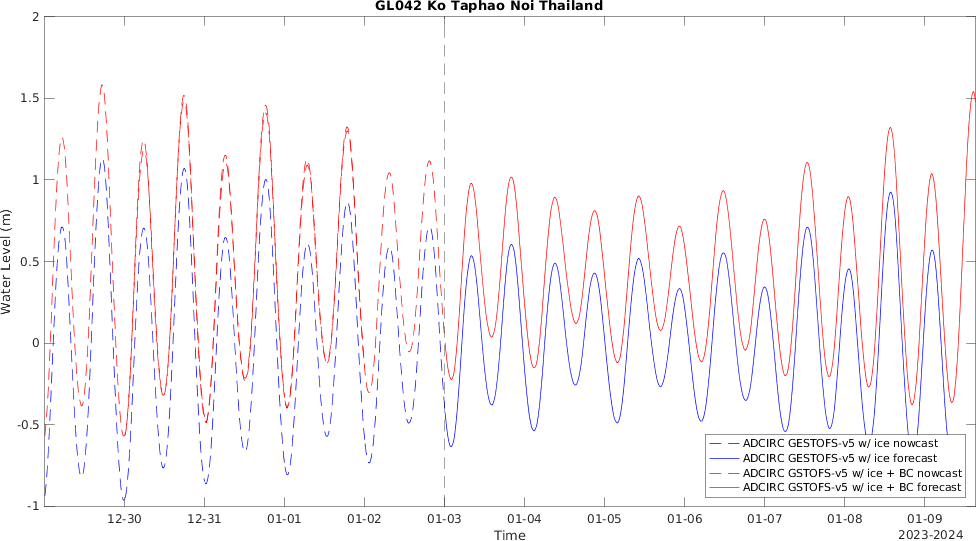 GL042 Ko Taphao Noi Thailand
2
1.5
1
0.5
0
-0.5
-1
Water Level (m)
12-30 12-31 01-01 01-02 01-03 01-04 01-05 01-06 01-07 01-08 01-09
Time
2023-2024
ADCIRC GESTOFS-v5 w/ ice nowcast
ADCIRC GESTOFS-v5 w/ ice forecast
ADCIRC GSTOFS-v5 w/ ice + BC nowcast
ADCIRC GSTOFS-v5 w/ ice + BC forecast